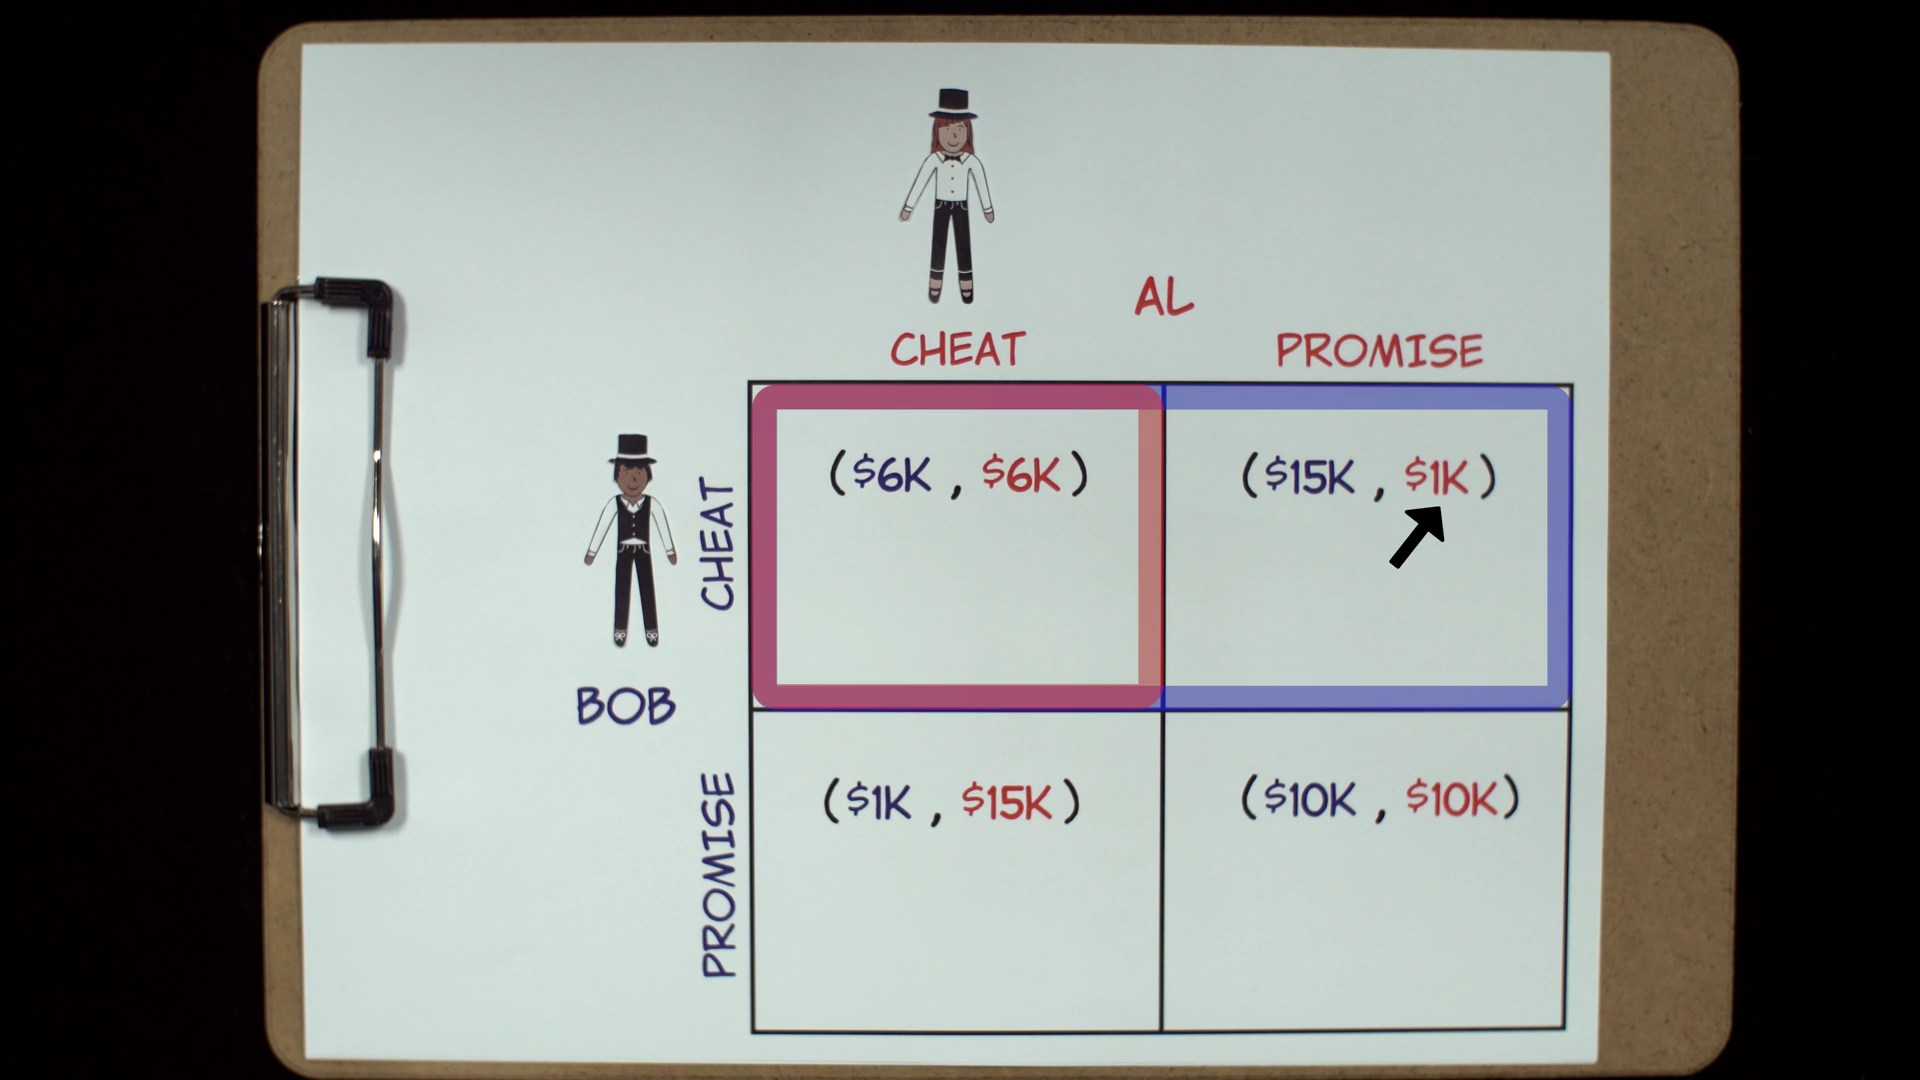 AL
CHEAT PROMISE
CHEAT
($6K , $6K) ($15K , $1K)
BOB
PROMISE
($1K , $15K) ($10K , $10K)